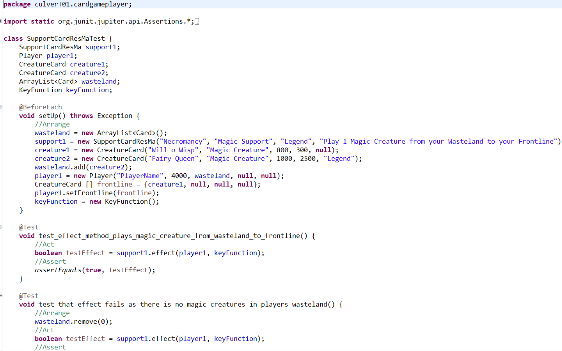 package culver101.cardgameplayer;
import static org.junit.jupiter.api.Assertions.*;
class SupportCardResMaTest {
SupportCardResMa support1;
Player player1;
CreatureCard creature1;
CreatureCard creature2;
ArrayList<Card> wasteland;
KeyFunction keyFunction;
@BeforeEach
void setUp() throws Exception {
//Arrange
wasteland = new ArrayList<Card>();
support1 = new SupportCardResMa("Necromancy", "Magic Support", "Legend", "Play 1 Magic Creature from your Wasteland to your Frontline")
creature1 = new CreatureCard("Will o Wisp", "Magic Creature", 800, 300, null);
creature2 = new CreatureCard("Fairy Queen", "Magic Creature", 1000, 2500, "Legend");
wasteland.add(creature2);
player1 = new Player("PlayerName", 4000, wasteland, null, null);
CreatureCard [] frontline = {creature1, null, null, null};
player1.setFrontline(frontline);
keyFunction = new KeyFunction();
}
@Test
void test_effect_method_plays_magic_creature_from_wasteland_to_frontline() {
//Act
boolean testEffect = support1.effect(player1, keyFunction);
//Assert
assertEquals(true, testEffect);
}
@Test
void test_that_effect_fails_as_there_is_no_magic_creatures_in_players_wasteland() {
//Arrange
wasteland.remove(0);
//Act
boolean testEffect = support1.effect(player1, keyFunction);
//Assert